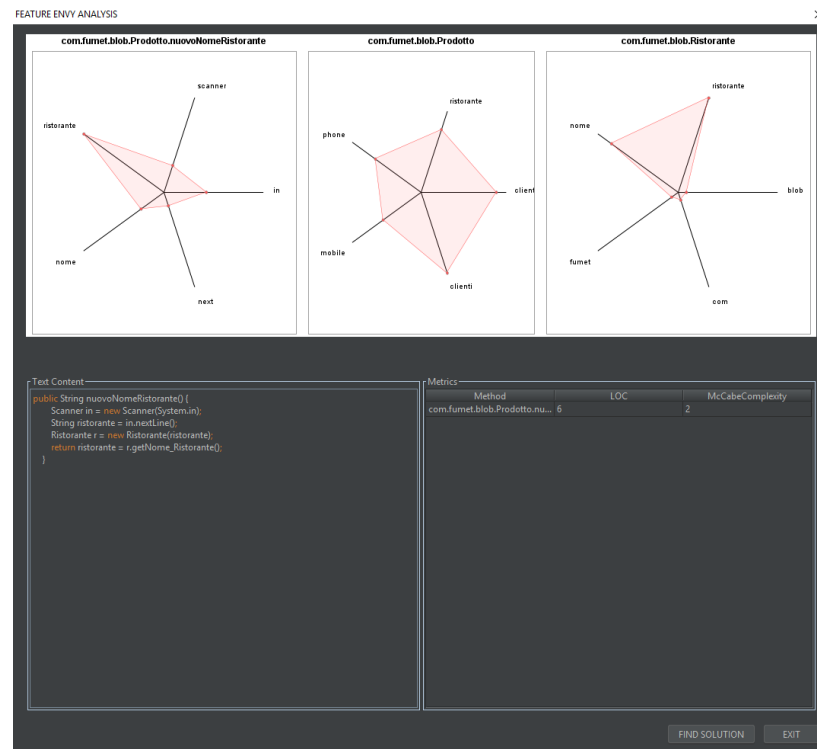 FEATURE ENVY ANALYSIS
com.fumet.blob.Prodotto.nuovoNomeRistorante
scanner
ristorante
in
nome
next
com.fumet.blob.Prodotto
ristorante
phone
client
mobile
clienti
com.fumet.blob.Ristorante
ristorante
nome
blob
fumet
com
Text Content
public String nuovoNomeRistorante() {
Scanner in = new Scanner(System.in);
String ristorante = in.nextLine();
Ristorante r = new Ristorante(ristorante);
return ristorante = r.getNome_Ristorante();
}
Metrics
Method LOC McCabeComplexity
com.fumet.blob.Prodotto.nu... 6 2
FIND SOLUTION EXIT